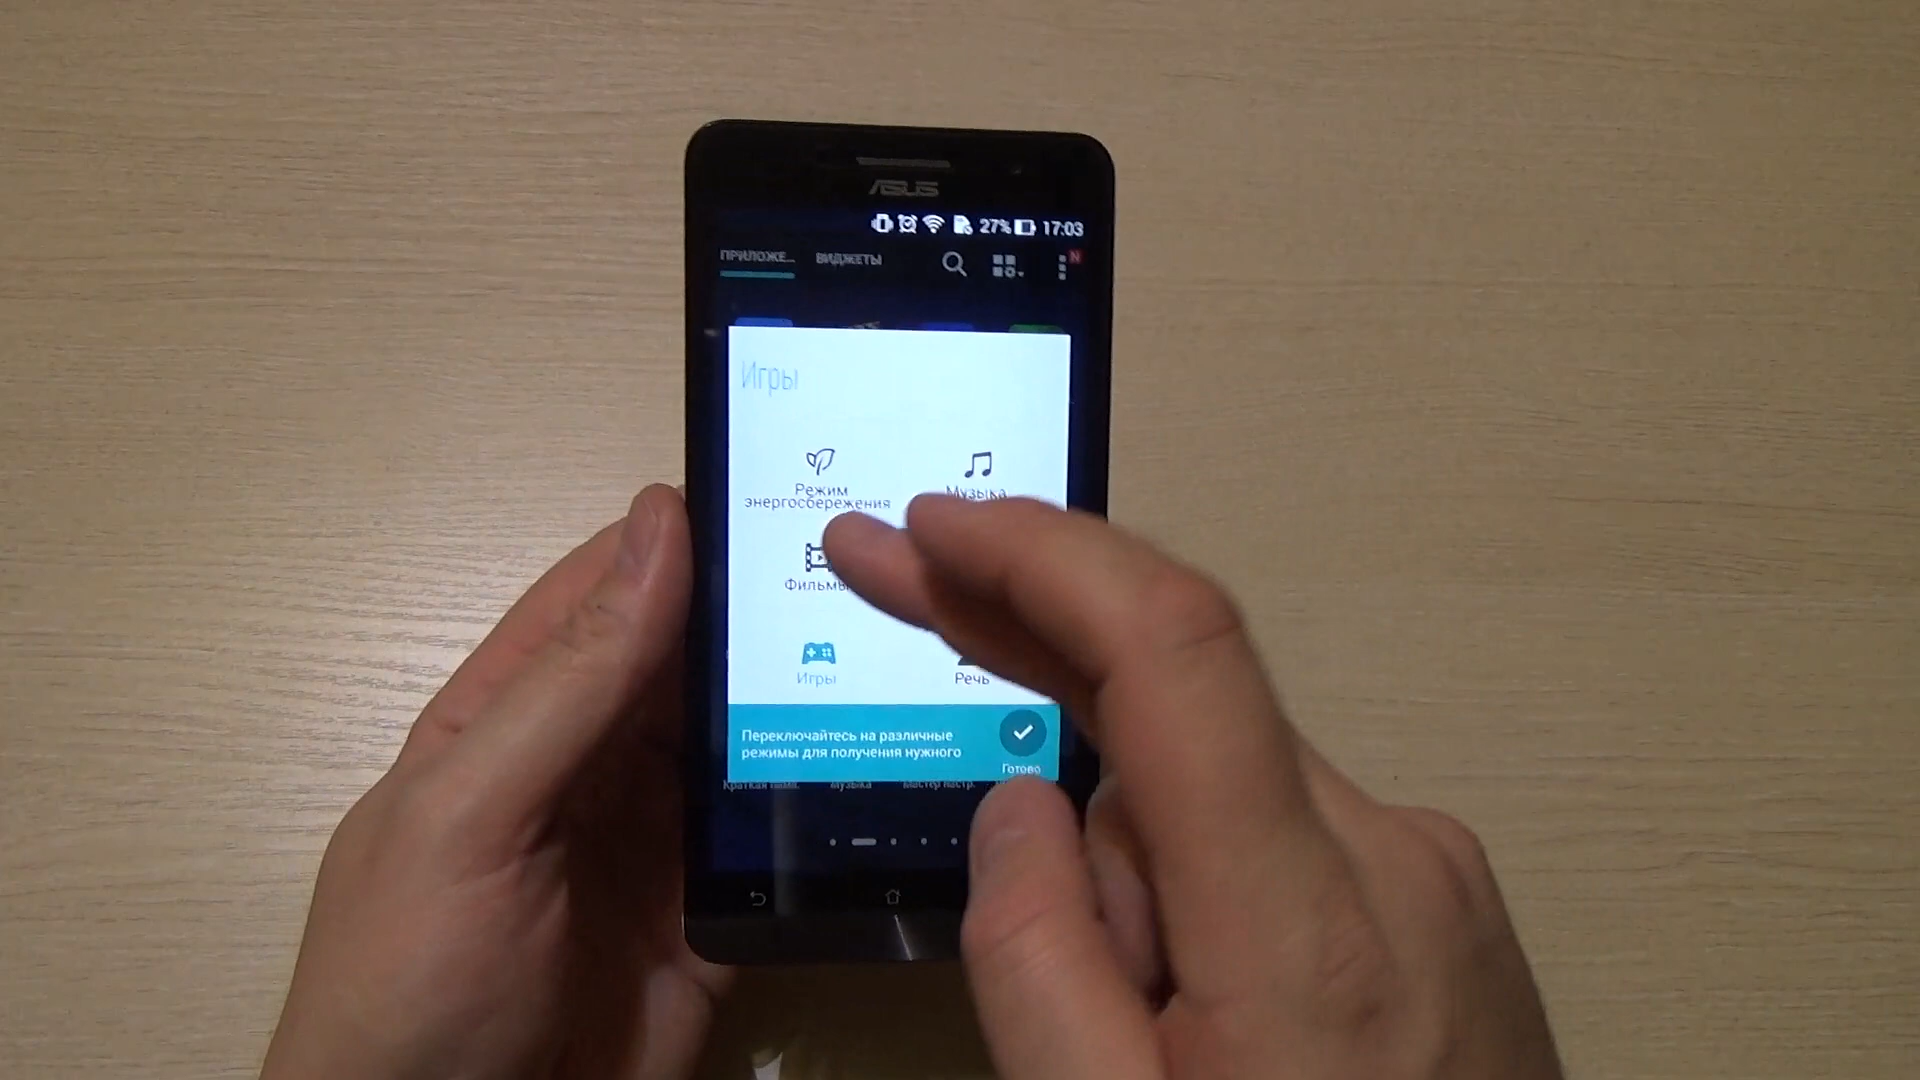 ASUS
27% 17:03
ПРИЛОЖЕ... ВИДЖЕТЫ
N
Игры
Режим
энергосбережения
Музыка
Фильмы
Игры
Речь
Переключайтесь на различные
режимы для получения нужного
Готово
Музыка